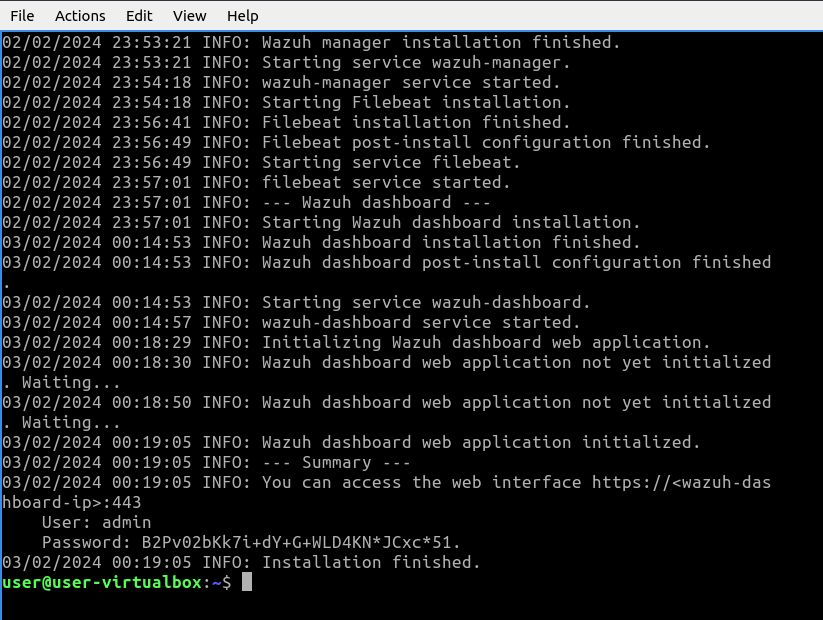 File Actions Edit View Help
02/02/2024 23:53:21 INFO: Wazuh manager installation finished.
02/02/2024 23:53:21 INFO: Starting service wazuh-manager.
02/02/2024 23:54:18 INFO: wazuh-manager service started.
02/02/2024 23:54:18 INFO: Starting Filebeat installation.
02/02/2024 23:56:41 INFO: Filebeat installation finished.
02/02/2024 23:56:49 INFO: Filebeat post-install configuration finished.
02/02/2024 23:56:49 INFO: Starting service filebeat.
02/02/2024 23:57:01 INFO: filebeat service started.
02/02/2024 23:57:01 INFO: --- Wazuh dashboard ---
02/02/2024 23:57:01 INFO: Starting Wazuh dashboard installation.
03/02/2024 00:14:53 INFO: Wazuh dashboard installation finished.
03/02/2024 00:14:53 INFO: Wazuh dashboard post-install configuration finished
.
03/02/2024 00:14:53 INFO: Starting service wazuh-dashboard.
03/02/2024 00:14:57 INFO: wazuh-dashboard service started.
03/02/2024 00:18:29 INFO: Initializing Wazuh dashboard web application.
03/02/2024 00:18:30 INFO: Wazuh dashboard web application not yet initialized
. Waiting...
03/02/2024 00:18:50 INFO: Wazuh dashboard web application not yet initialized
. Waiting...
03/02/2024 00:19:05 INFO: Wazuh dashboard web application initialized.
03/02/2024 00:19:05 INFO: --- Summary ---
03/02/2024 00:19:05 INFO: You can access the web interface https://<wazuh-das
hboard-ip>:443
    User: admin
    Password: B2Pv02bKk7i+dY+G+WLD4KN*JCxc*51.
03/02/2024 00:19:05 INFO: Installation finished.
user@user-virtualbox:~$